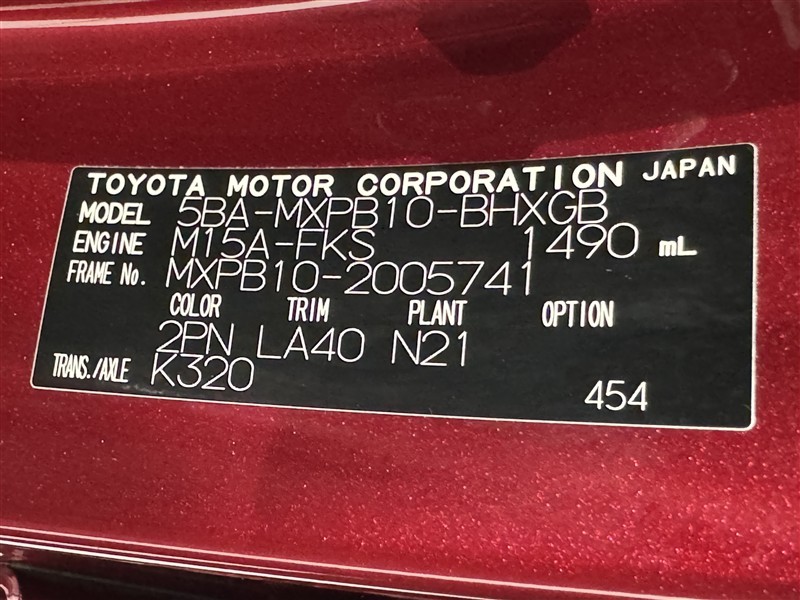 TOYOTA MOTOR CORPORATION JAPAN
MODEL 5BA-MXPB10-BHXGB
ENGINE M15A-FKS 1490 mL
FRAME No. MXPB10-2005741
COLOR TRIM PLANT OPTION
2PN LA40 N21
TRANS./AXLE K320
454